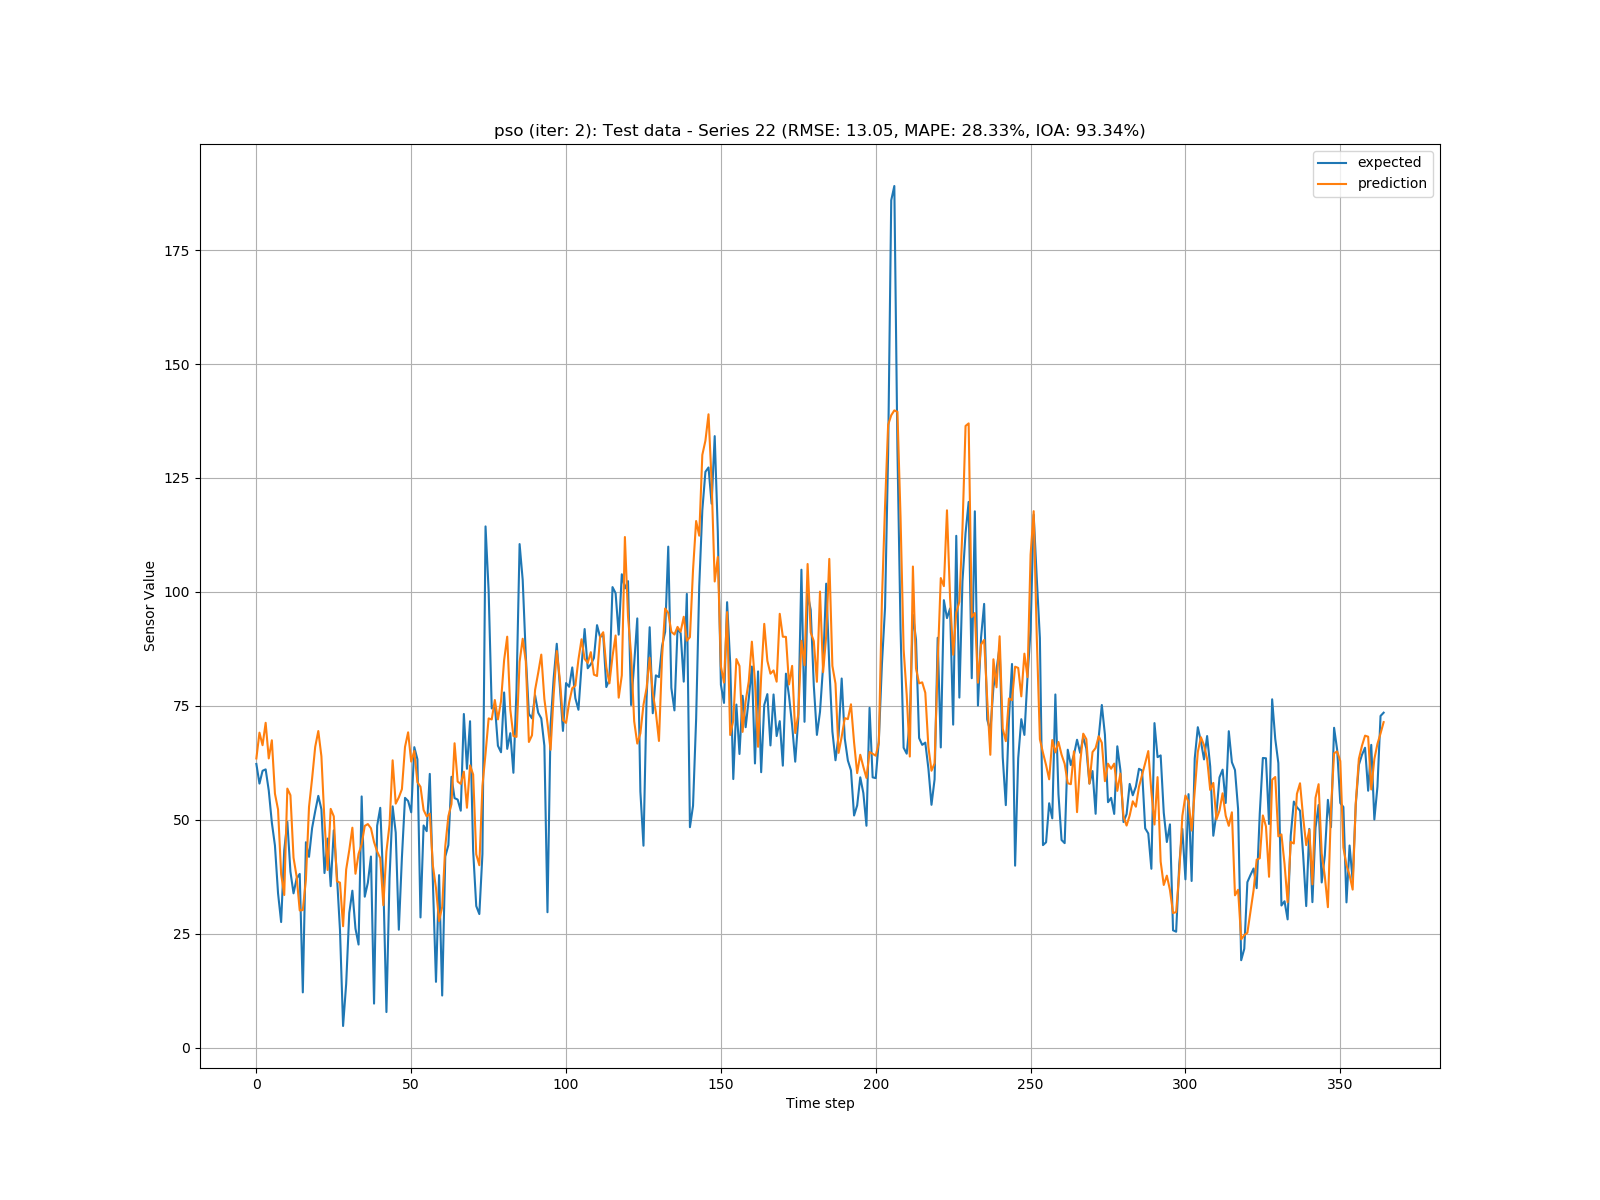 pso (iter: 2): Test data - Series 22 (RMSE: 13.05, MAPE: 28.33%, IOA: 93.34%)
expected
prediction
175
150
125
100
75
50
25
0
Sensor Value
0 50 100 150 200 250 300 350
Time step